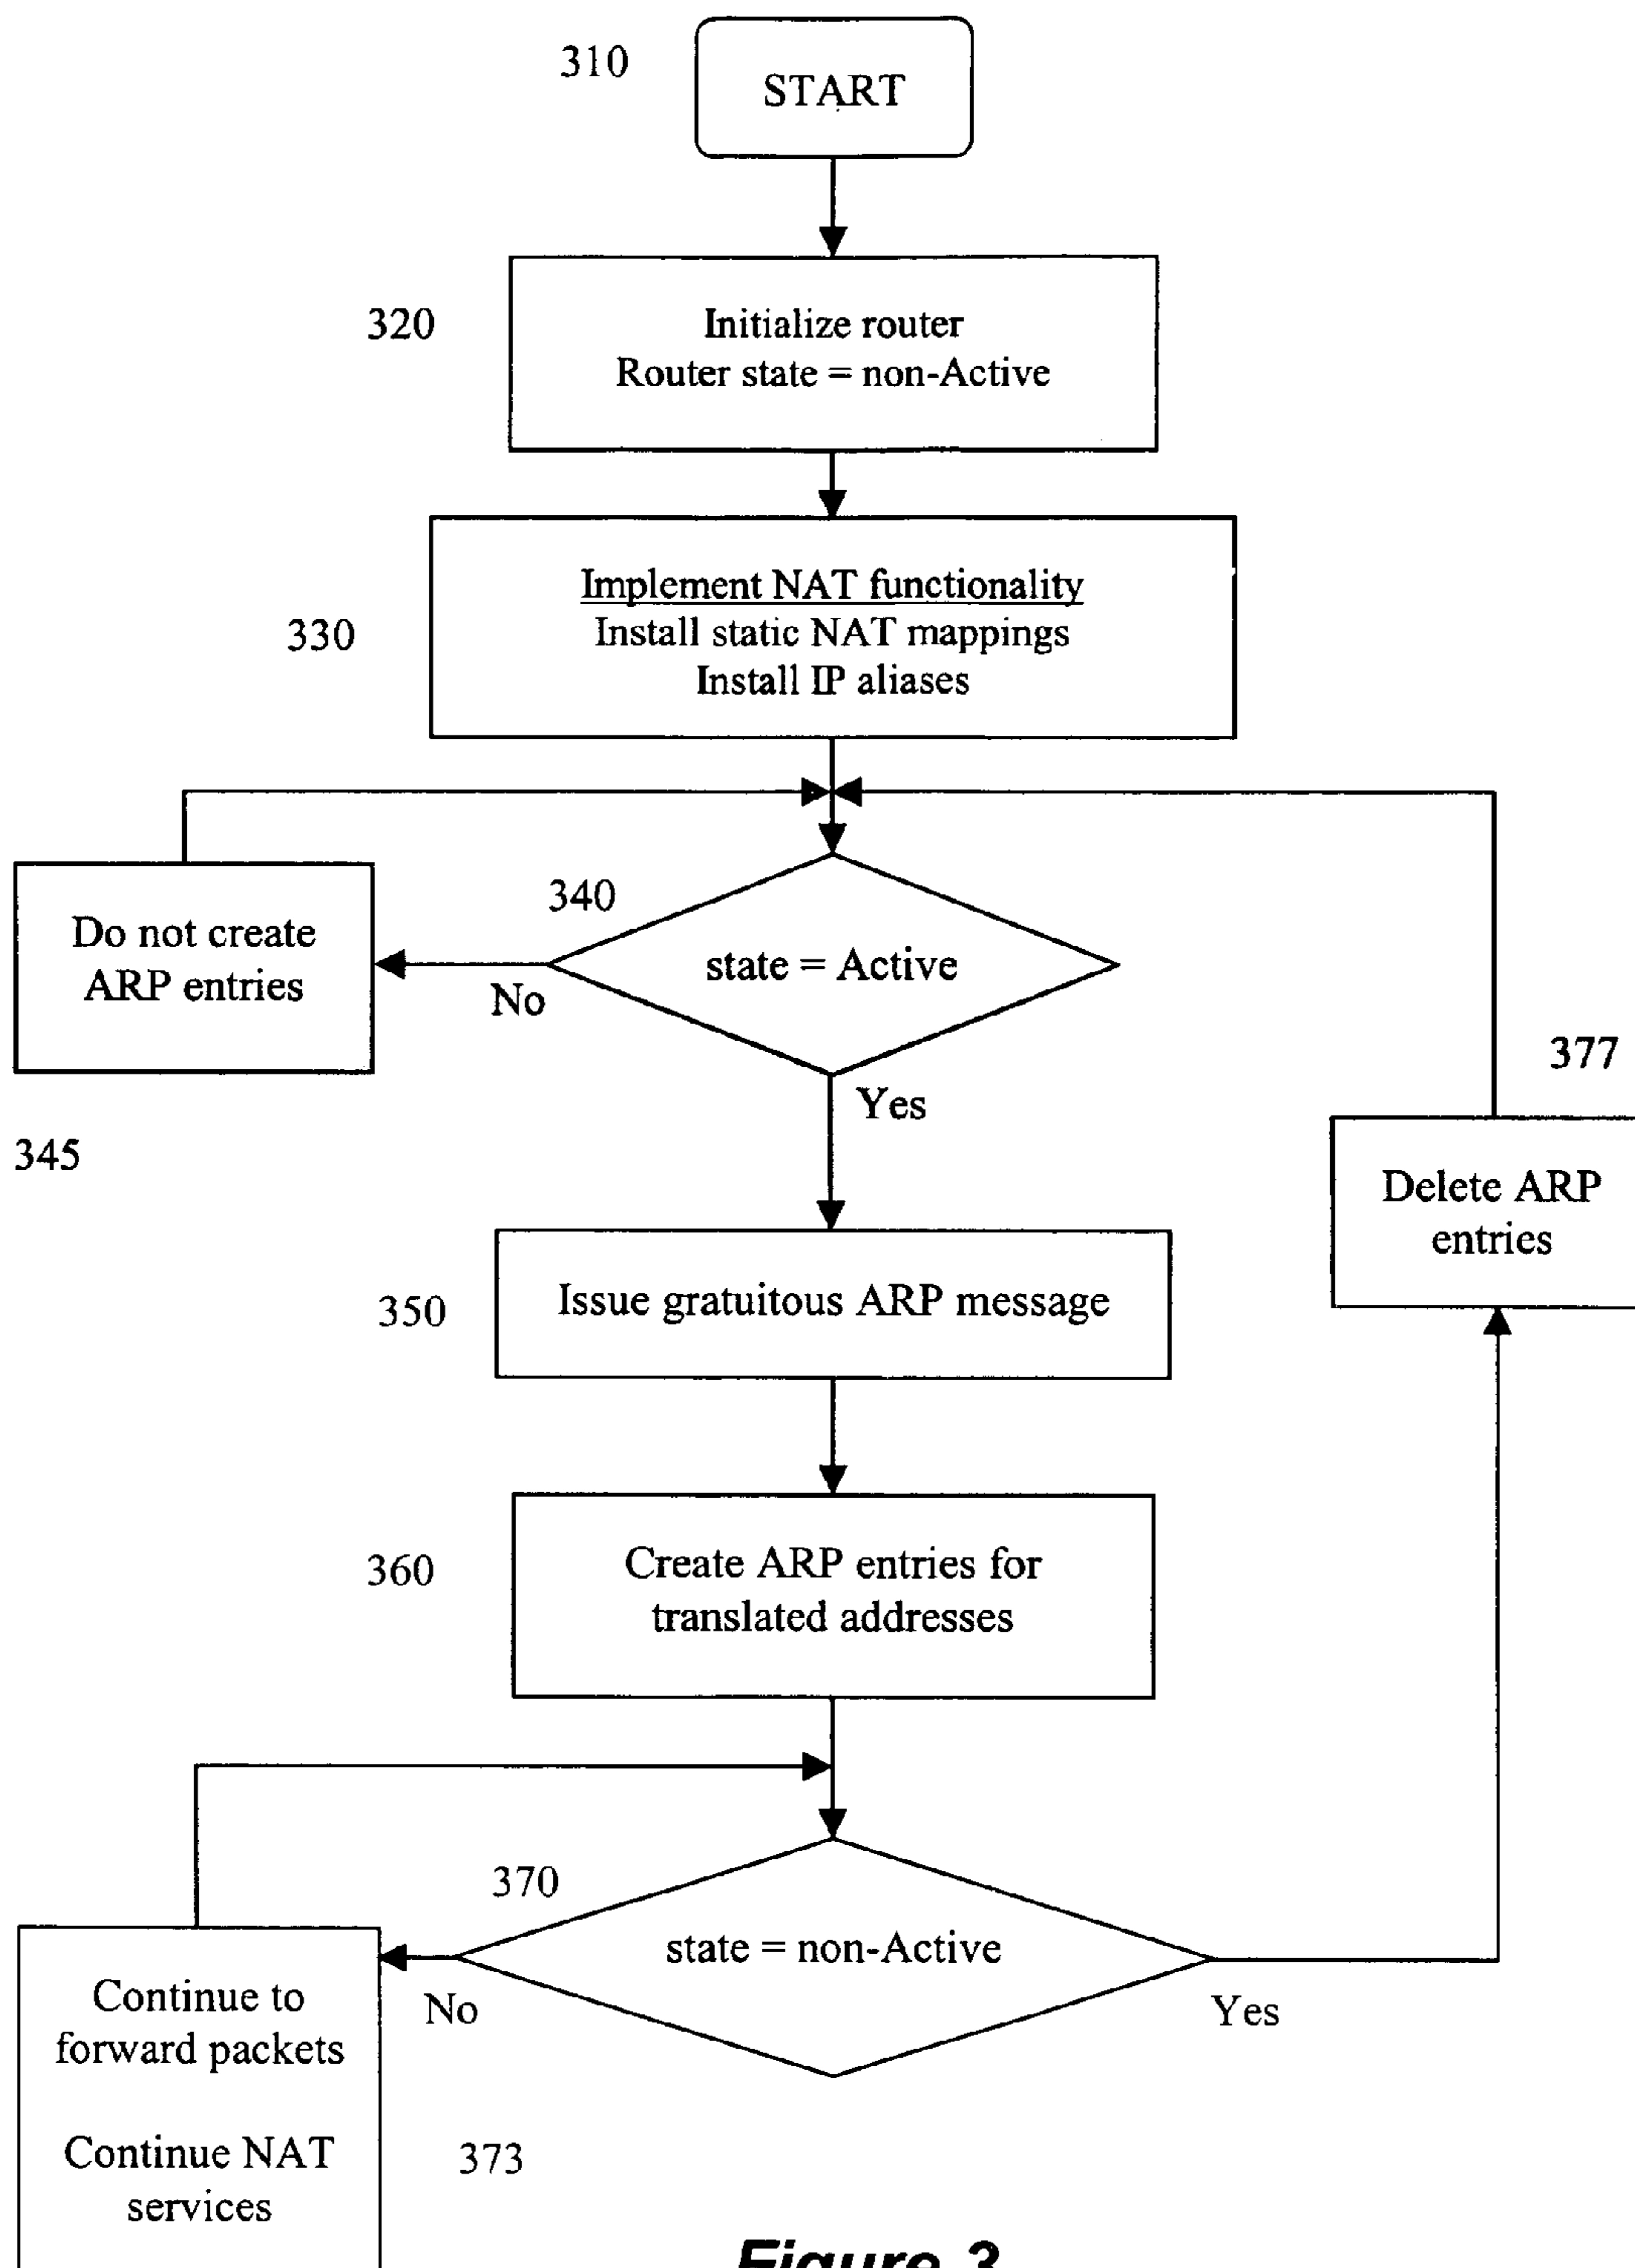 310
START
320
Initialize router
Router state = non-Active
330
Implement NAT functionality
Install static NAT mappings
Install IP aliases
340
Do not create
ARP entries
state = Active
No
377
Yes
345
Delete ARP
entries
350
Issue gratuitous ARP message
360
Create ARP entries for
translated addresses
370
state = non-Active
Continue to
forward packets
No
Yes
Continue NAT
services
373
Figure 3